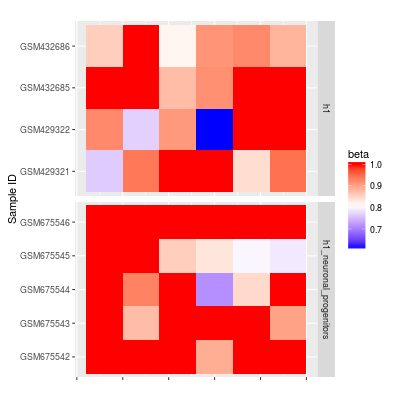 GSM432686
GSM432685
GSM429322
GSM429321
h1
GSM675546
GSM675545
GSM675544
GSM675543
GSM675542
h1_neuronal_progenitors
Sample ID
beta
1.0
0.9
0.8
0.7